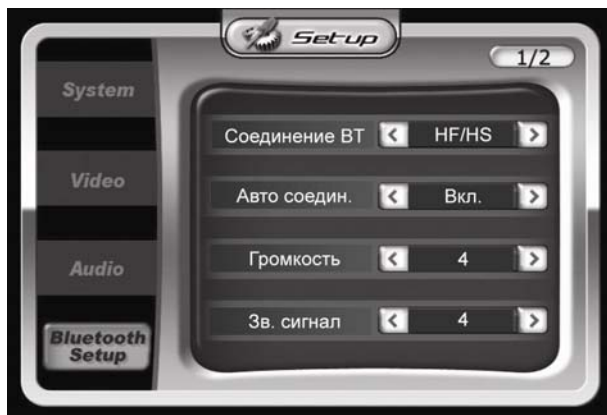 Setup
1/2
System
Video
Audio
Bluetooth
Setup
Соединение BT
HF/HS
Авто соедин.
Вкл.
Громкость
4
Зв. сигнал
4